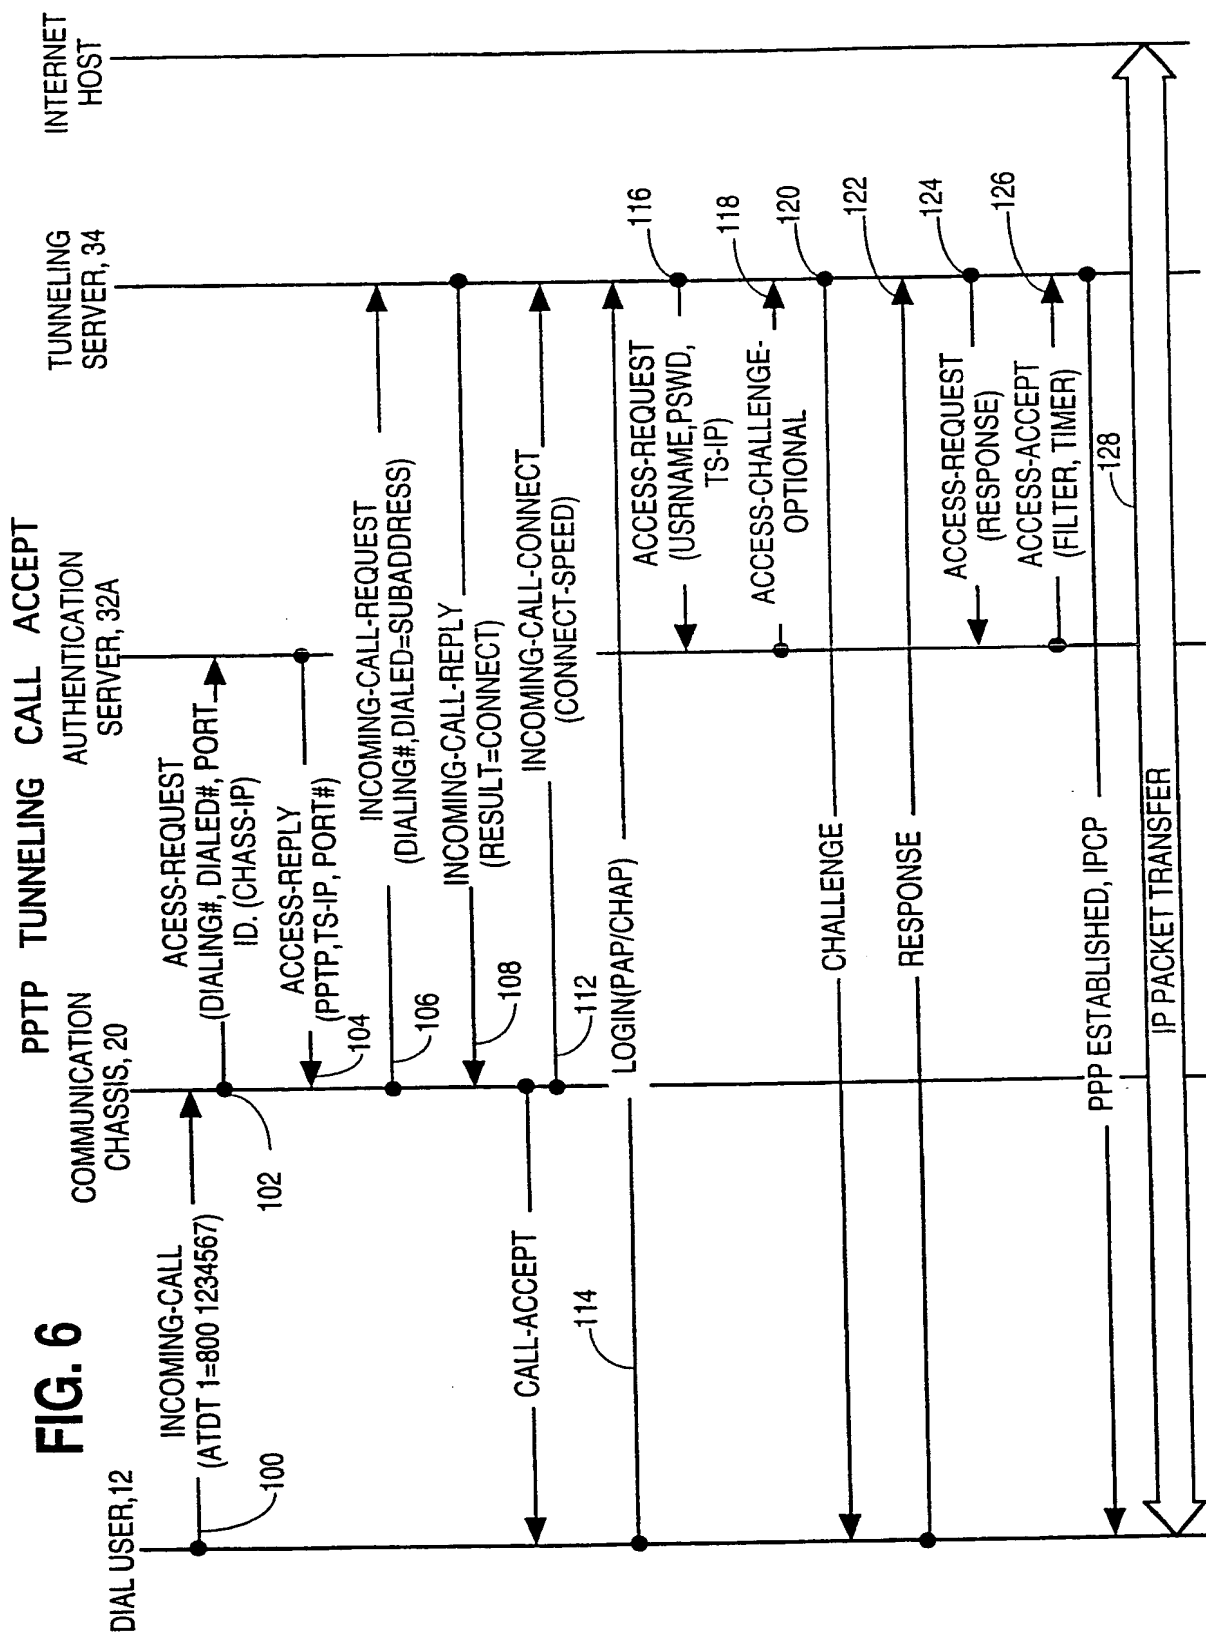 FIG. 6
PPTP TUNNELING CALL ACCEPT
DIAL USER,12
COMMUNICATION
CHASSIS, 20
AUTHENTICATION
SERVER, 32A
TUNNELING
SERVER, 34
INTERNET
HOST
INCOMING-CALL
(ATDT 1=800 1234567)
100
102
ACESS-REQUEST
(DIALING#, DIALED#, PORT
ID. (CHASS-IP)
ACCESS-REPLY
(PPTP,TS-IP, PORT#)
104
INCOMING-CALL-REQUEST
(DIALING#,DIALED=SUBADDRESS)
106
INCOMING-CALL-REPLY
(RESULT=CONNECT)
108
CALL-ACCEPT
INCOMING-CALL-CONNECT
(CONNECT-SPEED)
112
LOGIN(PAP/CHAP)
114
ACCESS-REQUEST
(USRNAME,PSWD,
TS-IP)
116
ACCESS-CHALLENGE-
OPTIONAL
118
CHALLENGE
120
RESPONSE
122
ACCESS-REQUEST
(RESPONSE)
124
ACCESS-ACCEPT
(FILTER, TIMER)
126
PPP ESTABLISHED, IPCP
128
IP PACKET TRANSFER